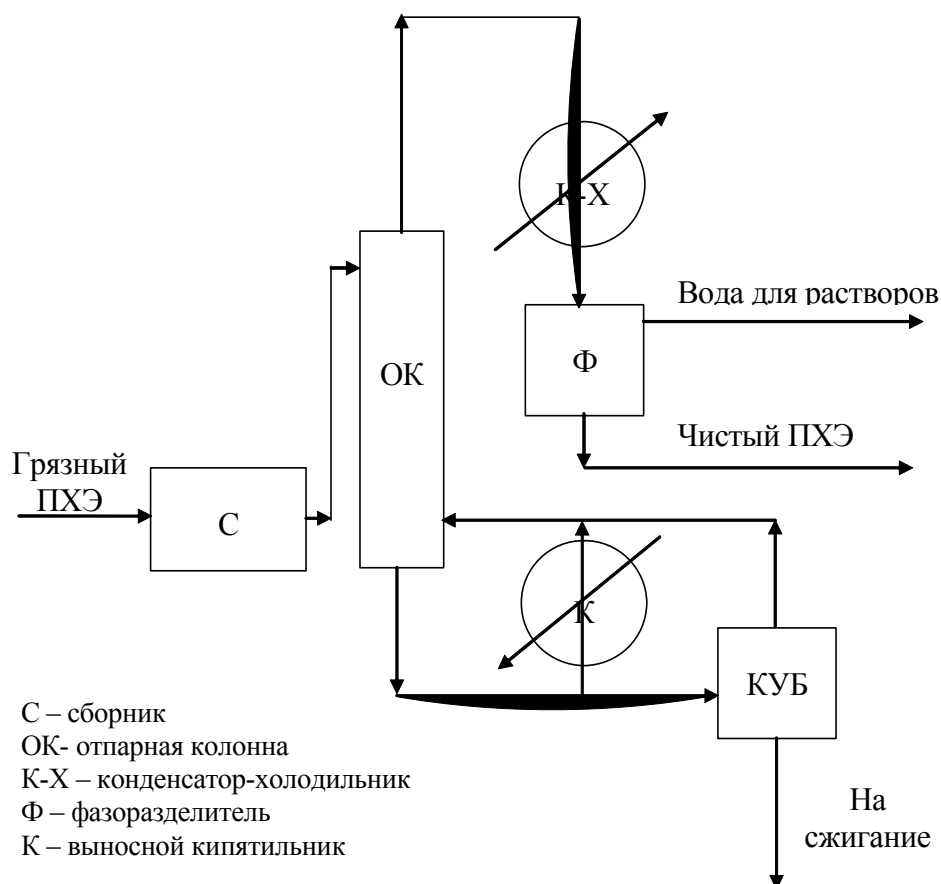 К-Х
Вода для растворов
ОК
Ф
Чистый ПХЭ
Грязный
ПХЭ
С
К
КУБ
С – сборник
ОК- отпарная колонна
К-Х – конденсатор-холодильник
Ф – фазоразделитель
К – выносной кипятильник
На
сжигание